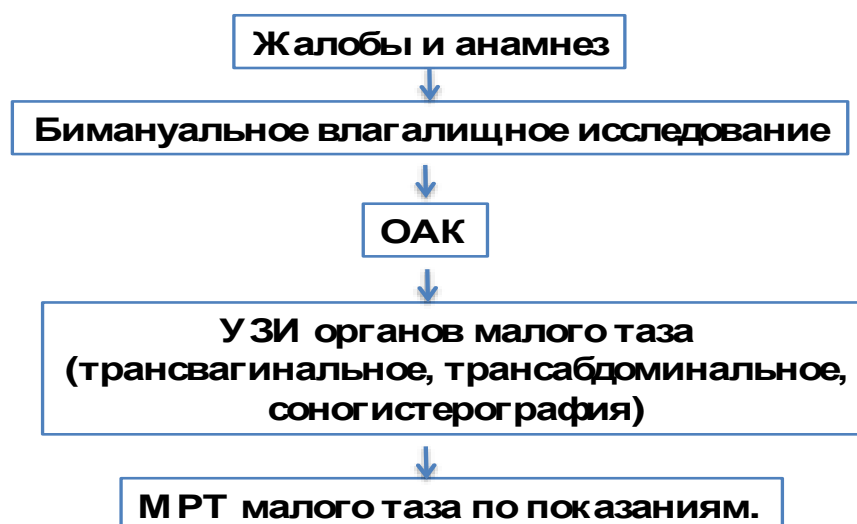 Жалобы и анамнез
Бимануальное влагалищное исследование
ОАК
УЗИ органов малого таза
(трансвагинальное, трансабдоминальное,
соногистерография)
МРТ малого таза по показаниям.